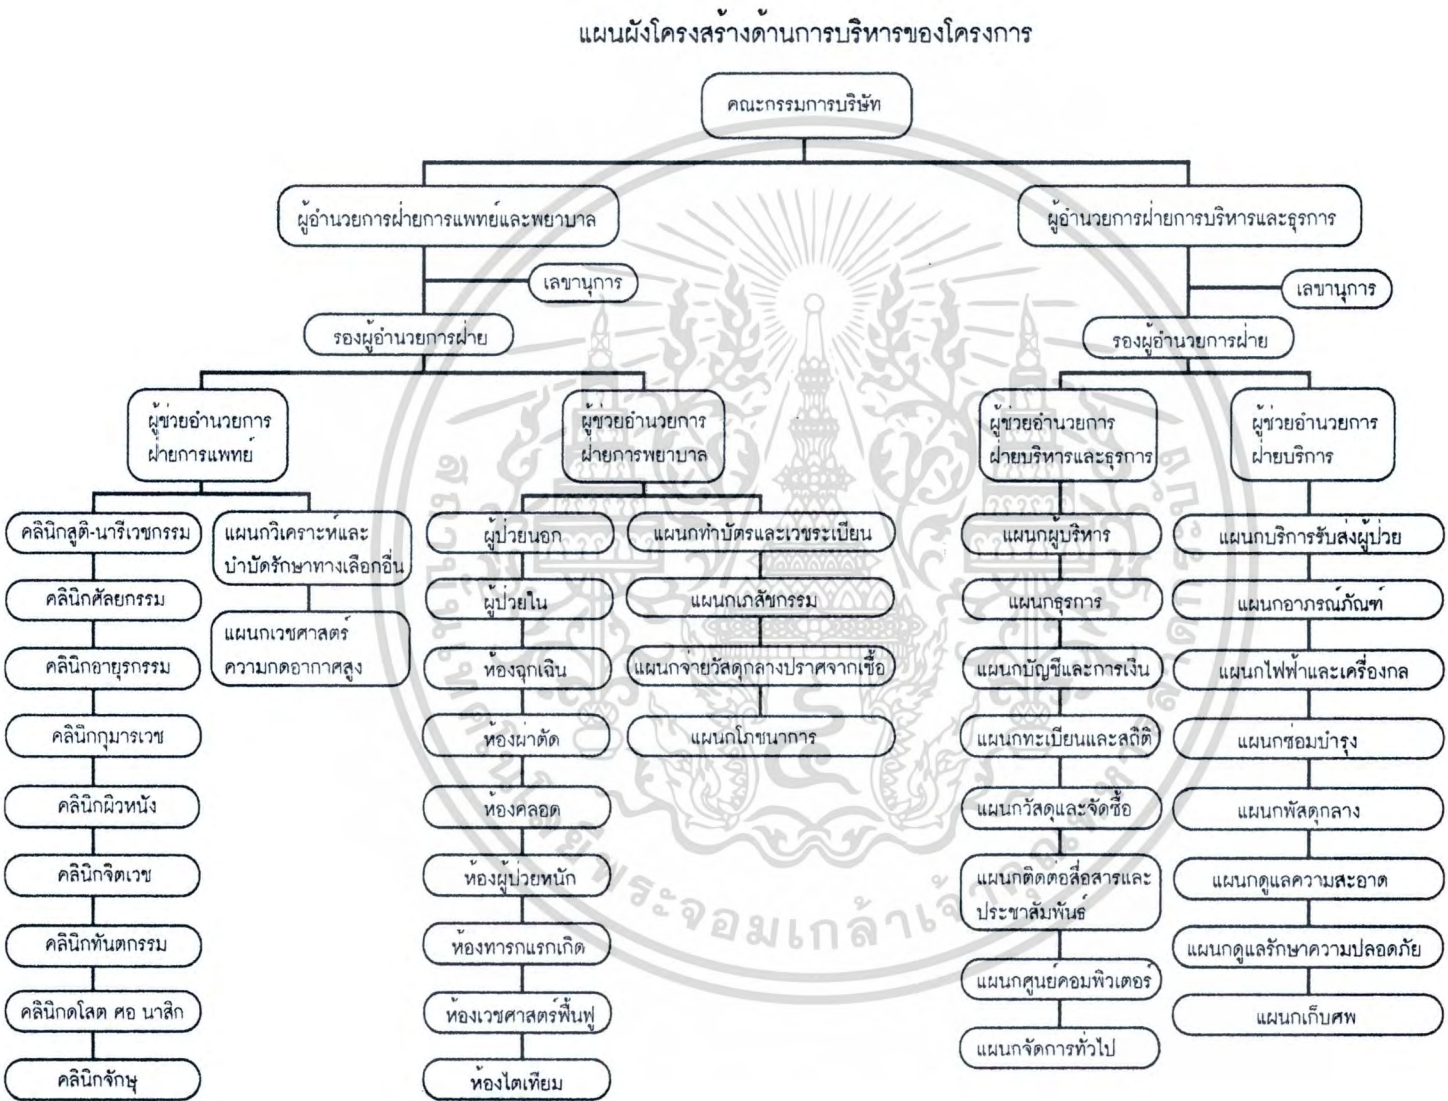 แผนผังโครงสร้างด้านการบริหารของโครงการ
คณะกรรมการบริษัท
ผู้อำนวยการฝ่ายการแพทย์และพยาบาล
ผู้อำนวยการฝ่ายการบริหารและธุรการ
เลขานุการ
เลขานุการ
รองผู้อำนวยการฝ่าย
รองผู้อำนวยการฝ่าย
ผู้ช่วยอำนวยการ
ฝ่ายการแพทย์
ผู้ช่วยอำนวยการ
ฝ่ายการพยาบาล
ผู้ช่วยอำนวยการ
ฝ่ายบริหารและธุรการ
ผู้ช่วยอำนวยการ
ฝ่ายบริการ
คลินิกสูติ-นารีเวชกรรม
คลินิกศัลยกรรม
คลินิกอายุรกรรม
คลินิกกุมารเวช
คลินิกผิวหนัง
คลินิกจิตเวช
คลินิกทันตกรรม
คลินิกดโสต ศอ นาสิก
คลินิกจักษุ
แผนกวิเคราะห์และ
บำบัดรักษาทางเลือกอื่น
แผนกเวชศาสตร์
ความกดอากาศสูง
ผู้ป่วยนอก
ผู้ป่วยใน
ห้องฉุกเฉิน
ห้องผ่าตัด
ห้องคลอด
ห้องผู้ป่วยหนัก
ห้องทารกแรกเกิด
ห้องเวชศาสตร์ฟื้นฟู
ห้องไตเทียม
แผนกทำบัตรและเวชระเบียน
แผนกเภสัชกรรม
แผนกจ่ายวัสดุกลางปราศจากเชื้อ
แผนกโภชนาการ
แผนกผู้บริหาร
แผนกธุรการ
แผนกบัญชีและการเงิน
แผนกทะเบียนและสถิติ
แผนกวัสดุและจัดซื้อ
แผนกติดต่อสื่อสารและ
ประชาสัมพันธ์
แผนกศูนย์คอมพิวเตอร์
แผนกจัดการทั่วไป
แผนกบริการรับส่งผู้ป่วย
แผนกอาภรณ์ภัณฑ์
แผนกไฟฟ้าและเครื่องกล
แผนกซ่อมบำรุง
แผนกพัสดุกลาง
แผนกดูแลความสะอาด
แผนกดูแลรักษาความปลอดภัย
แผนกเก็บศพ
สถาบันเทคโนโลยีพระจอมเกล้าเจ้าคุณทหารลาดกระบัง